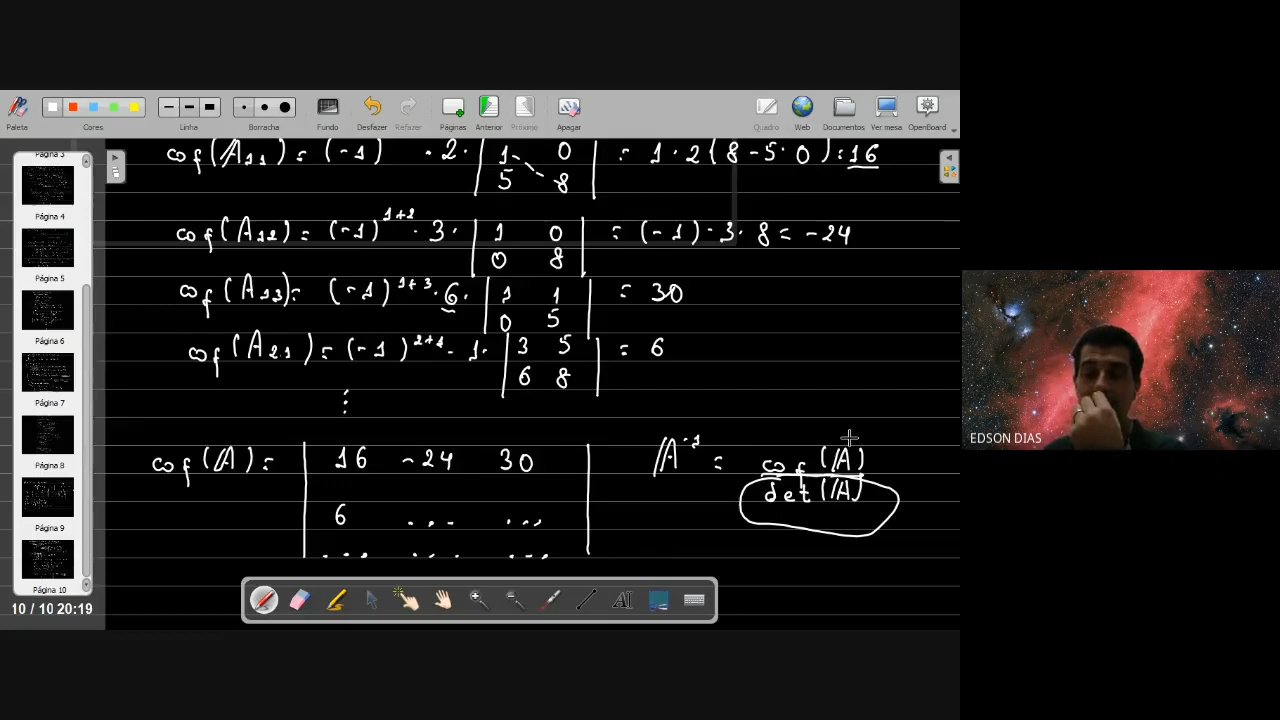 Paleta Cores Linha Borracha Fundo Desfazer Refazer Páginas Anterior Próximo Apagar Quadro Web Documentos Ver mesa OpenBoard
Página 3
Página 4
Página 5
Página 6
Página 7
Página 8
Página 9
Página 10
10 / 10 20:19
cof(A11) = (-1) · 2 · | 1 0 | = 1 · 2 (8 - 5 · 0) = 16
5 8
cof(A12) = (-1)^1+2 · 3 · | 1 0 | = (-1) · 3 · 8 = -24
0 8
cof(A13) = (-1)^1+3 · 6 · | 1 1 | = 30
0 5
cof(A21) = (-1)^2+1 · 1 · | 3 5 | = 6
6 8
⋮
cof(A) = | 16 -24 30 | A^-1 = cof(A)
det(A)
6 ... ...
... ... ...
AI
EDSON DIAS